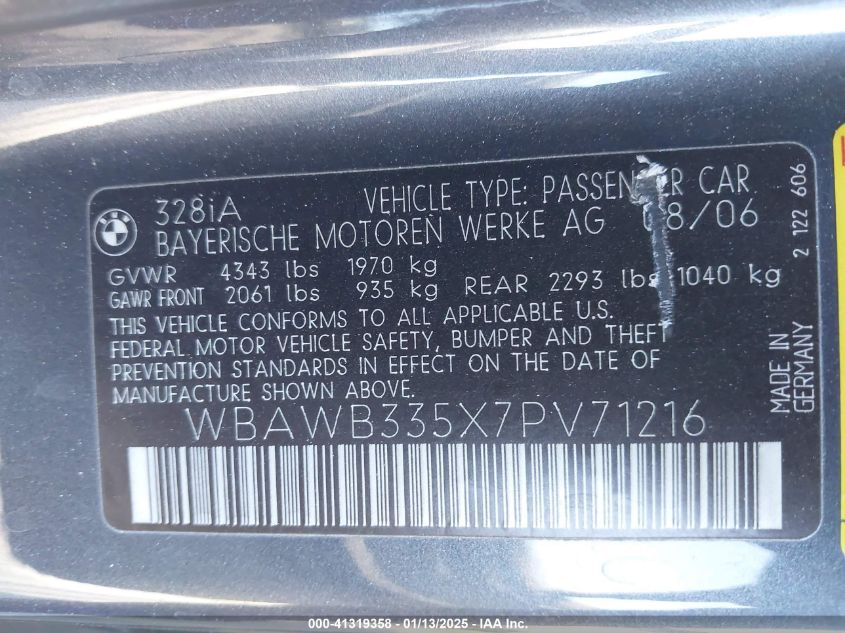 BMW
328iA VEHICLE TYPE: PASSENGER CAR
BAYERISCHE MOTOREN WERKE AG 8/06
GVWR 4343 lbs 1970 kg
GAWR FRONT 2061 lbs 935 kg REAR 2293 lbs 1040 kg
THIS VEHICLE CONFORMS TO ALL APPLICABLE U.S.
FEDERAL MOTOR VEHICLE SAFETY, BUMPER AND THEFT
PREVENTION STANDARDS IN EFFECT ON THE DATE OF
MANUFACTURE SHOWN ABOVE.
WBAWB335X7PV71216
2 122 606
MADE IN
GERMANY
000-41319358 - 01/13/2025 - IAA Inc.